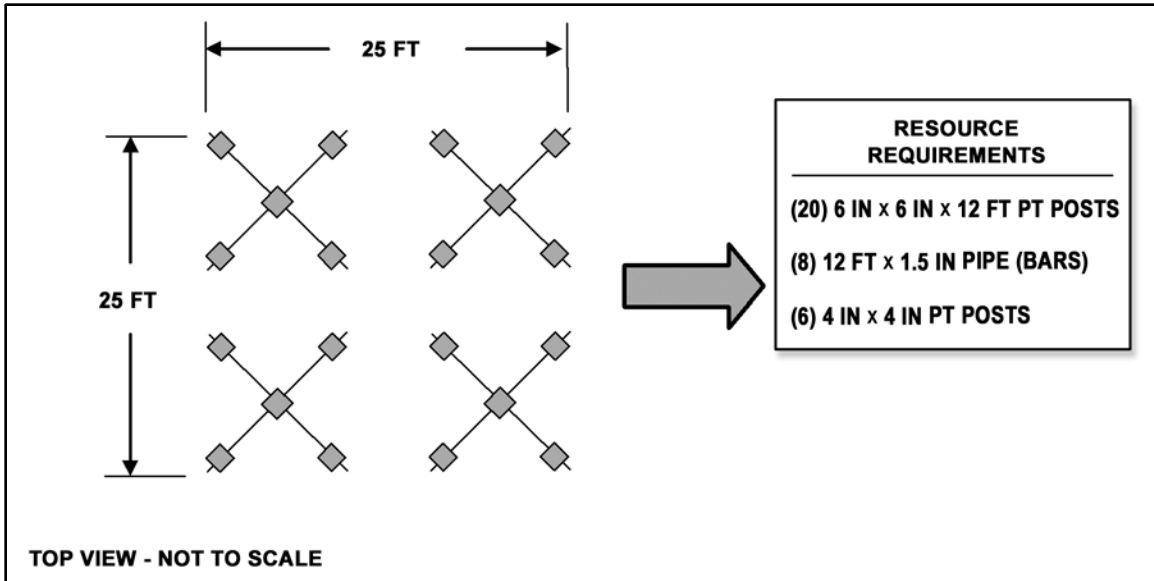 25 FT
25 FT
RESOURCE
REQUIREMENTS
(20) 6 IN x 6 IN x 12 FT PT POSTS
(8) 12 FT x 1.5 IN PIPE (BARS)
(6) 4 IN x 4 IN PT POSTS
TOP VIEW - NOT TO SCALE